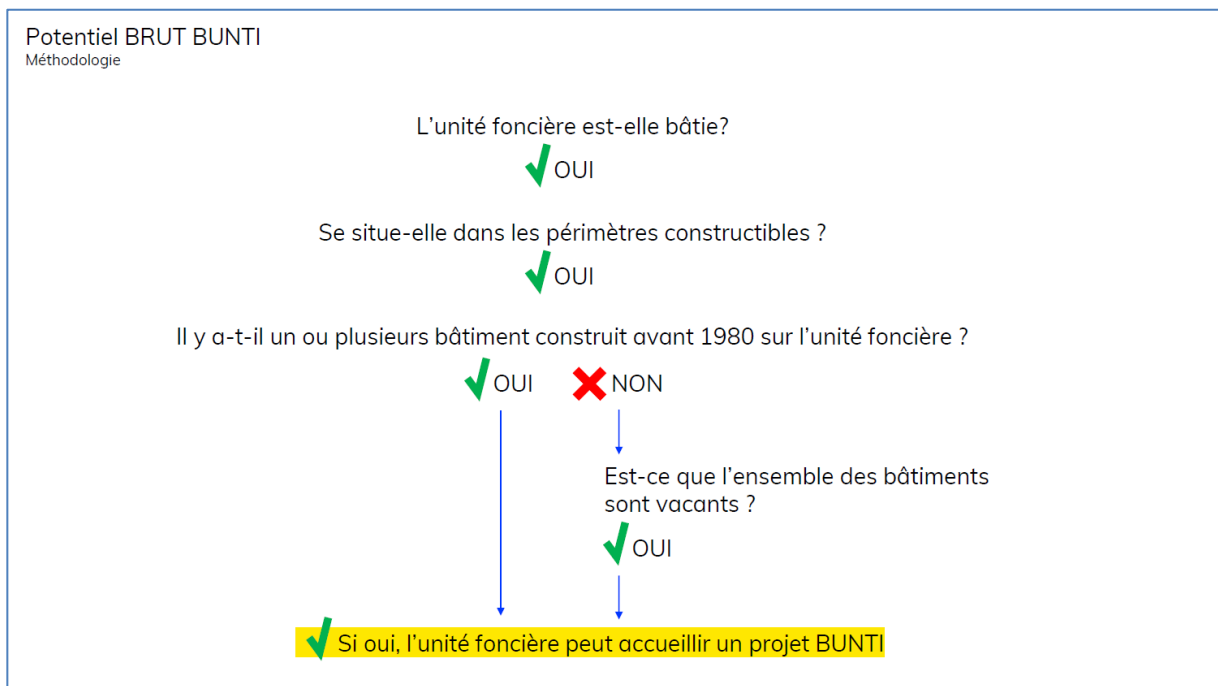 Potentiel BRUT BUNTI
Méthodologie
L'unité foncière est-elle bâtie?
OUI
Se situe-elle dans les périmètres constructibles ?
OUI
Il y a-t-il un ou plusieurs bâtiment construit avant 1980 sur l'unité foncière ?
OUI NON
Est-ce que l'ensemble des bâtiments
sont vacants ?
OUI
Si oui, l'unité foncière peut accueillir un projet BUNTI